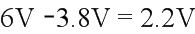 6V -3.8V = 2.2V